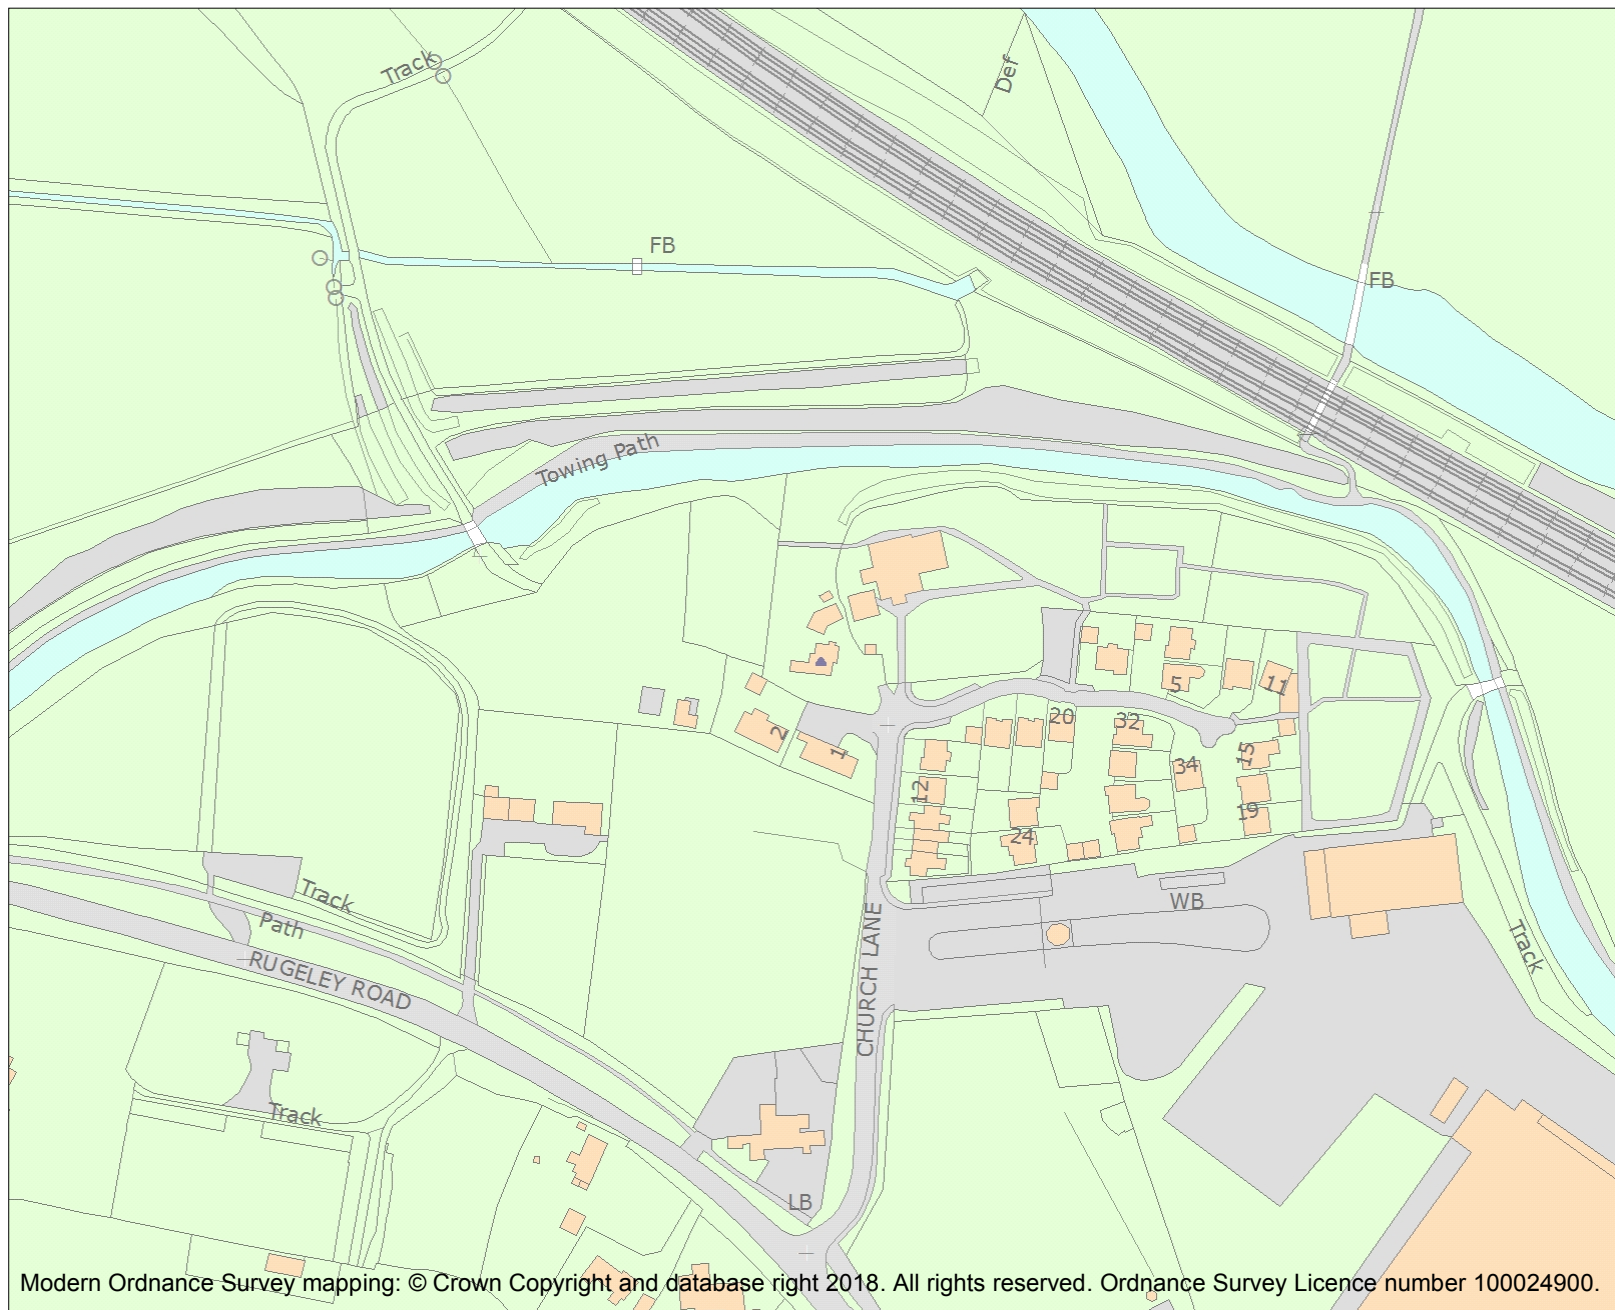 Track
Def
FB
FB
Towing Path
5
11
20
32
2
1
15
34
12
19
24
Track
WB
Path
CHURCH LANE
Track
RUGELEY ROAD
Track
LB
Modern Ordnance Survey mapping: © Crown Copyright and database right 2018. All rights reserved. Ordnance Survey Licence number 100024900.